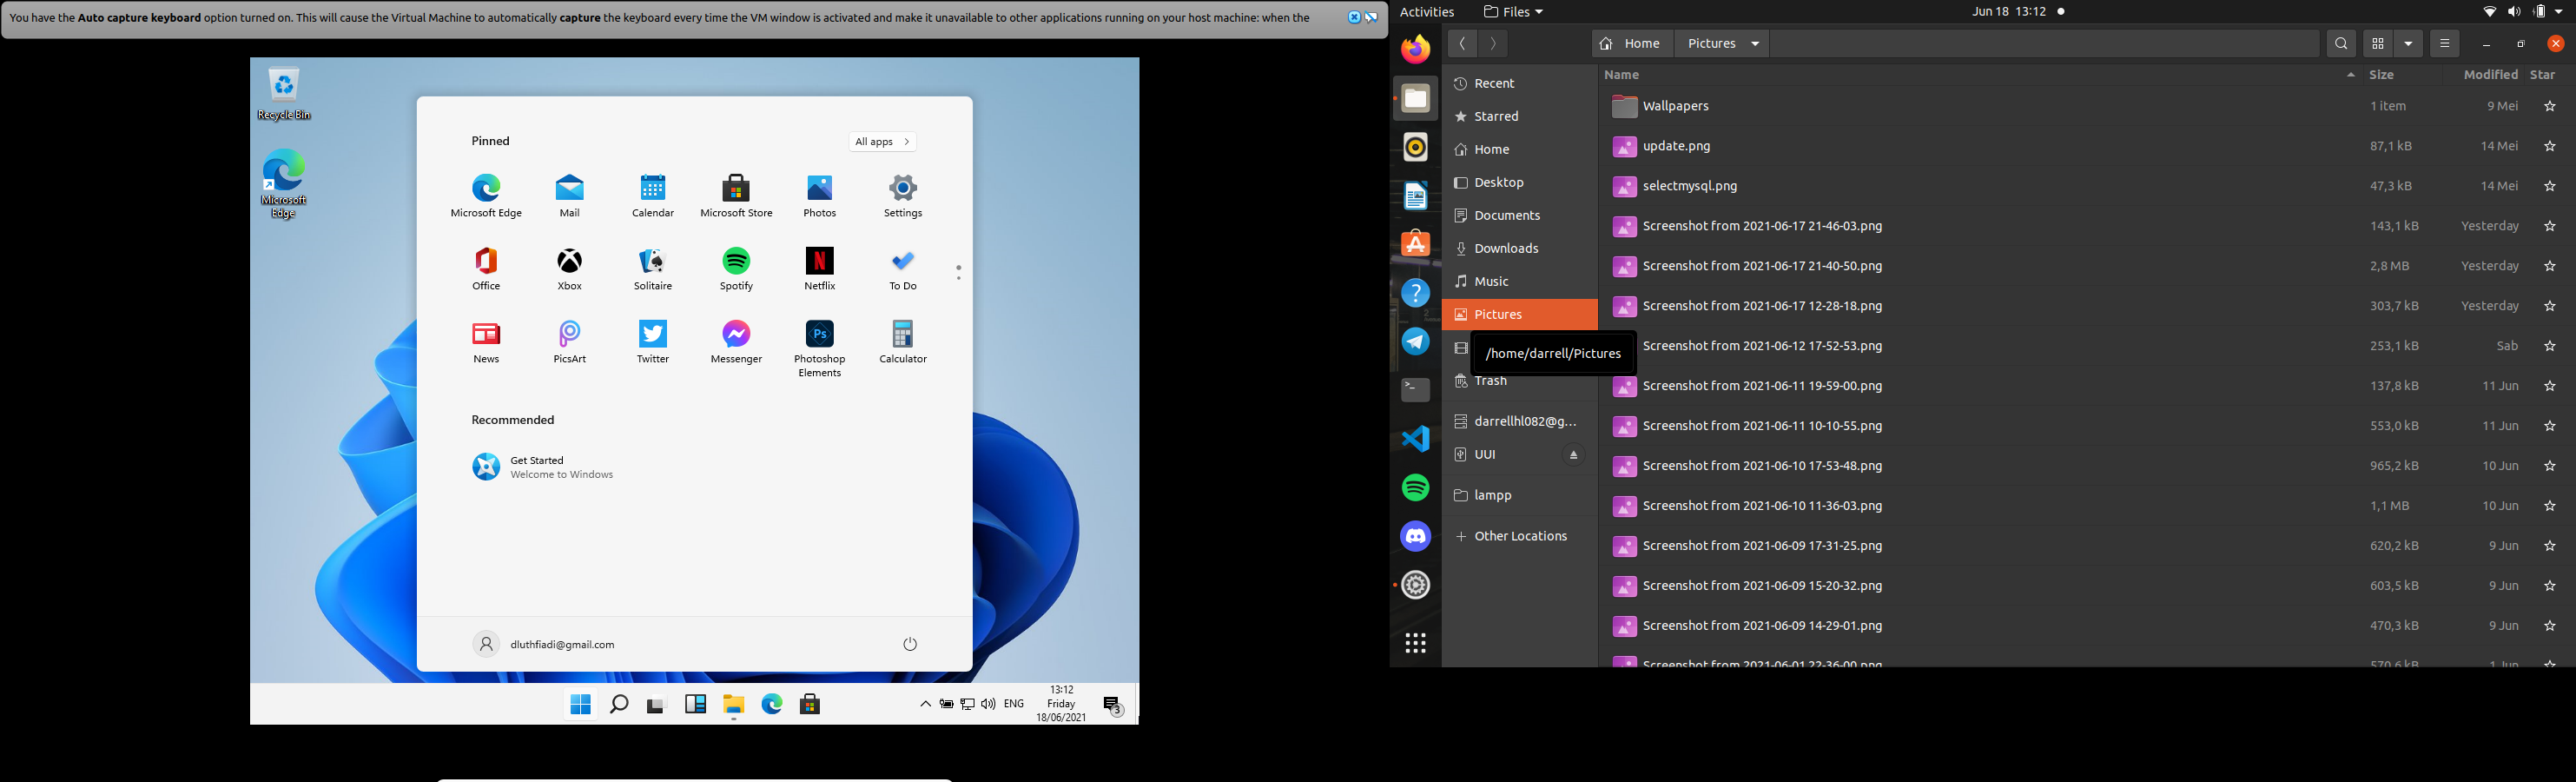 You have the Auto capture keyboard option turned on. This will cause the Virtual Machine to automatically capture the keyboard every time the VM window is activated and make it unavailable to other applications running on your host machine: when the
Recycle Bin
Microsoft
Edge
Pinned
All apps
Microsoft Edge
Mail
Calendar
Microsoft Store
Photos
Settings
Office
Xbox
Solitaire
Spotify
Netflix
To Do
News
PicsArt
Twitter
Messenger
Photoshop
Elements
Calculator
Recommended
Get Started
Welcome to Windows
dluthfiadi@gmail.com
ENG
13:12
Friday
18/06/2021
3
Activities
Files
Jun 18 13:12
Home
Pictures
Recent
Starred
Home
Desktop
Documents
Downloads
Music
Pictures
/home/darrell/Pictures
Trash
darrellhl082@g...
UUI
lampp
+ Other Locations
Name Size Modified Star
Wallpapers 1 item 9 Mei
update.png 87,1 kB 14 Mei
selectmysql.png 47,3 kB 14 Mei
Screenshot from 2021-06-17 21-46-03.png 143,1 kB Yesterday
Screenshot from 2021-06-17 21-40-50.png 2,8 MB Yesterday
Screenshot from 2021-06-17 12-28-18.png 303,7 kB Yesterday
Screenshot from 2021-06-12 17-52-53.png 253,1 kB Sab
Screenshot from 2021-06-11 19-59-00.png 137,8 kB 11 Jun
Screenshot from 2021-06-11 10-10-55.png 553,0 kB 11 Jun
Screenshot from 2021-06-10 17-53-48.png 965,2 kB 10 Jun
Screenshot from 2021-06-10 11-36-03.png 1,1 MB 10 Jun
Screenshot from 2021-06-09 17-31-25.png 620,2 kB 9 Jun
Screenshot from 2021-06-09 15-20-32.png 603,5 kB 9 Jun
Screenshot from 2021-06-09 14-29-01.png 470,3 kB 9 Jun
Screenshot from 2021-06-01 22-36-00.png 570,6 kB 1 Jun